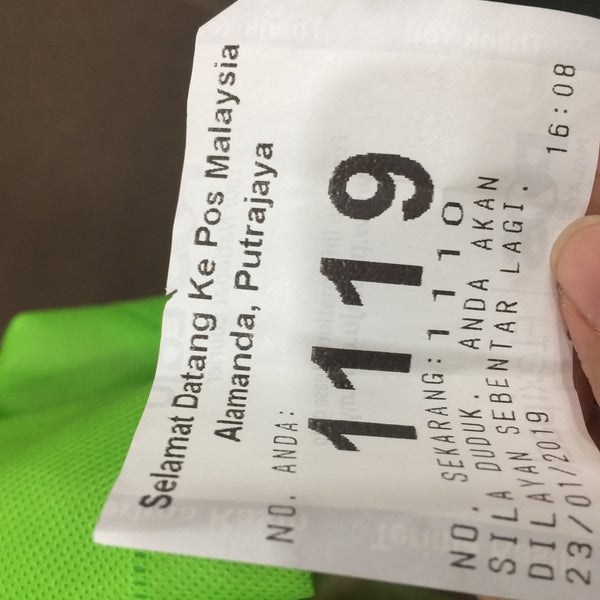 Selamat Datang Ke Pos Malaysia
Alamanda, Putrajaya
NO. ANDA:
1119
NO. SEKARANG: 1110
SILA DUDUK. ANDA AKAN
DILAYAN SEBENTAR LAGI.
23/01/2019 16:08